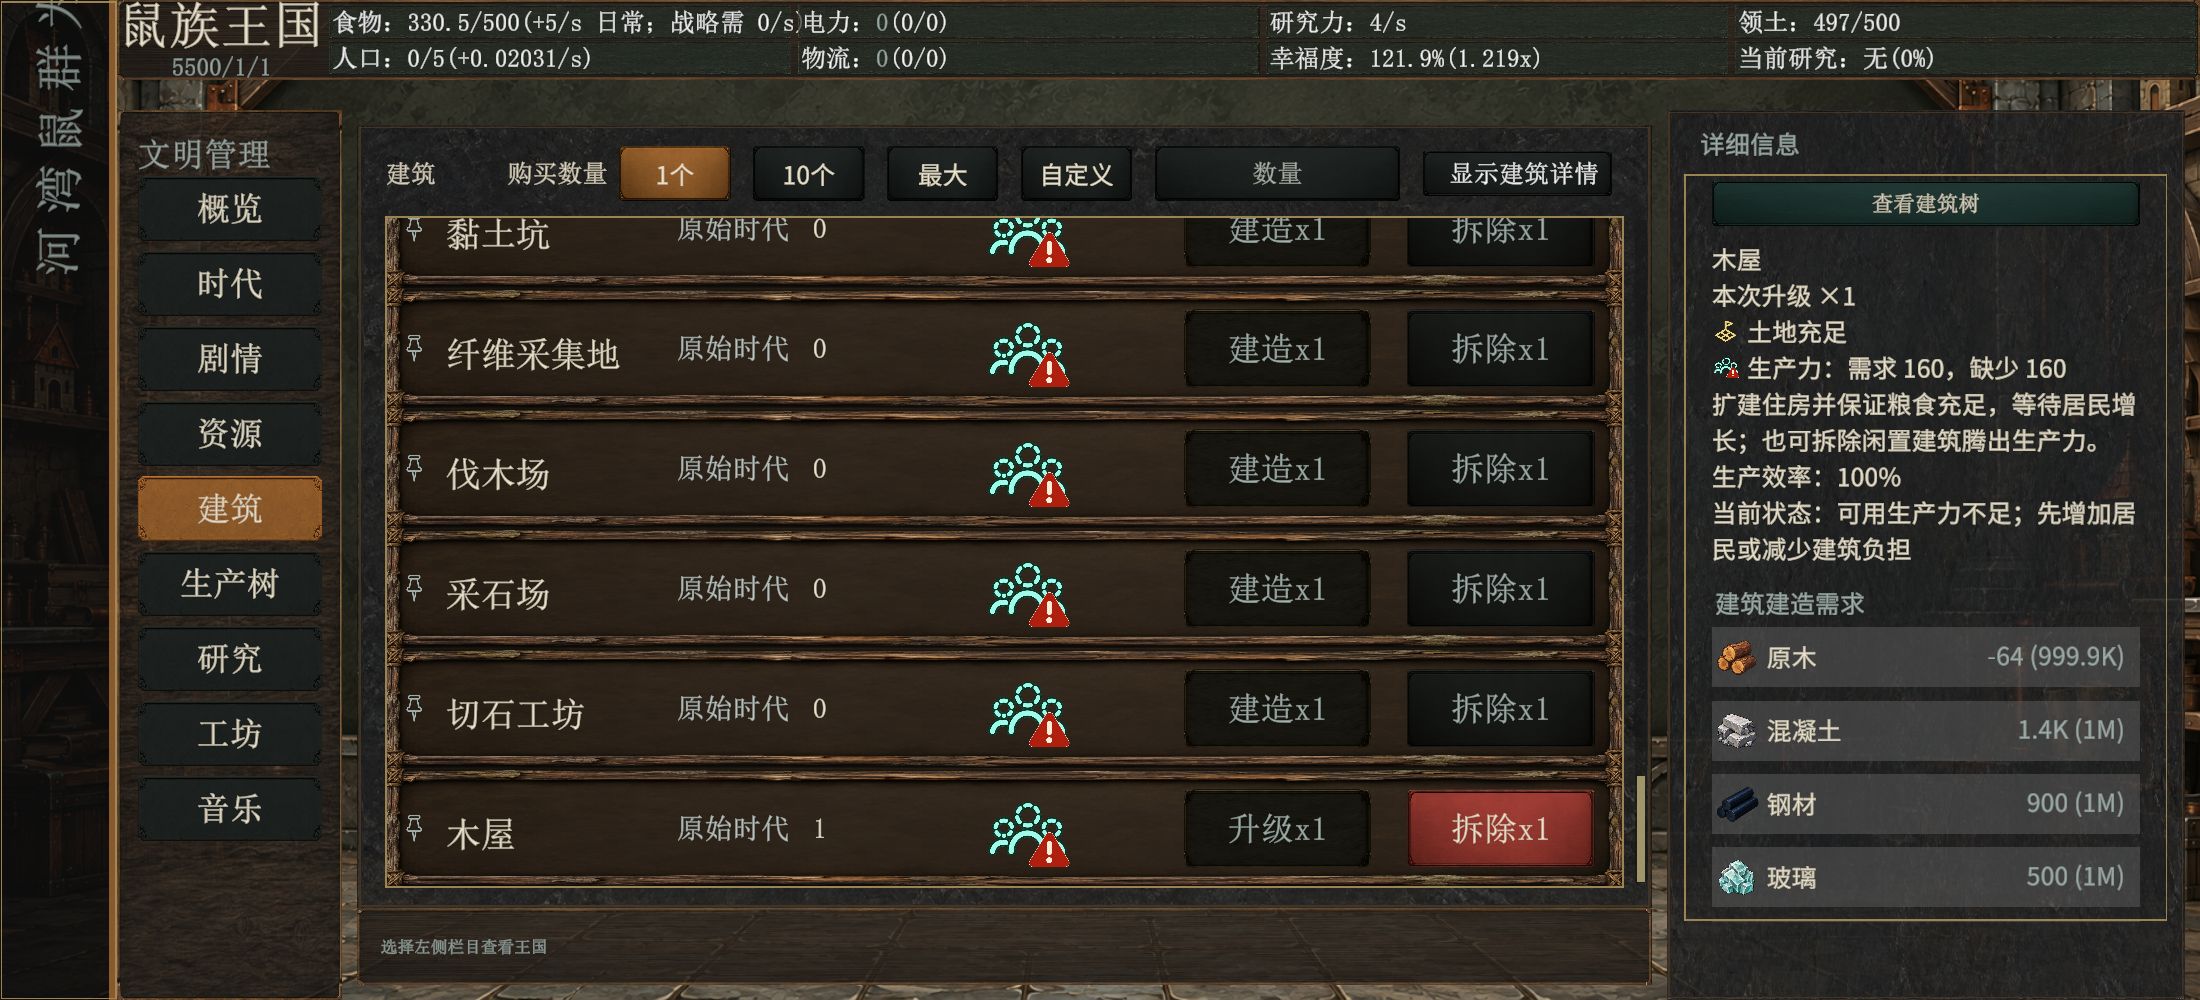 河湾鼠群
鼠族王国
5500/1/1
食物: 330.5/500(+5/s 日常; 战略需 0/s)
电力: 0(0/0)
研究力: 4/s
领土: 497/500
人口: 0/5(+0.02031/s)
物流: 0(0/0)
幸福度: 121.9%(1.219x)
当前研究: 无(0%)
文明管理
概览
时代
剧情
资源
建筑
生产树
研究
工坊
音乐
建筑
购买数量
1个
10个
最大
自定义
数量
显示建筑详情
黏土坑 原始时代 0 建造x1 拆除x1
纤维采集地 原始时代 0 建造x1 拆除x1
伐木场 原始时代 0 建造x1 拆除x1
采石场 原始时代 0 建造x1 拆除x1
切石工坊 原始时代 0 建造x1 拆除x1
木屋 原始时代 1 升级x1 拆除x1
选择左侧栏目查看王国
详细信息
查看建筑树
木屋
本次升级 ×1
土地充足
生产力：需求 160，缺少 160
扩建住房并保证粮食充足，等待居民增
长；也可拆除闲置建筑腾出生产力。
生产效率：100%
当前状态：可用生产力不足；先增加居
民或减少建筑负担
建筑建造需求
原木 -64 (999.9K)
混凝土 1.4K (1M)
钢材 900 (1M)
玻璃 500 (1M)